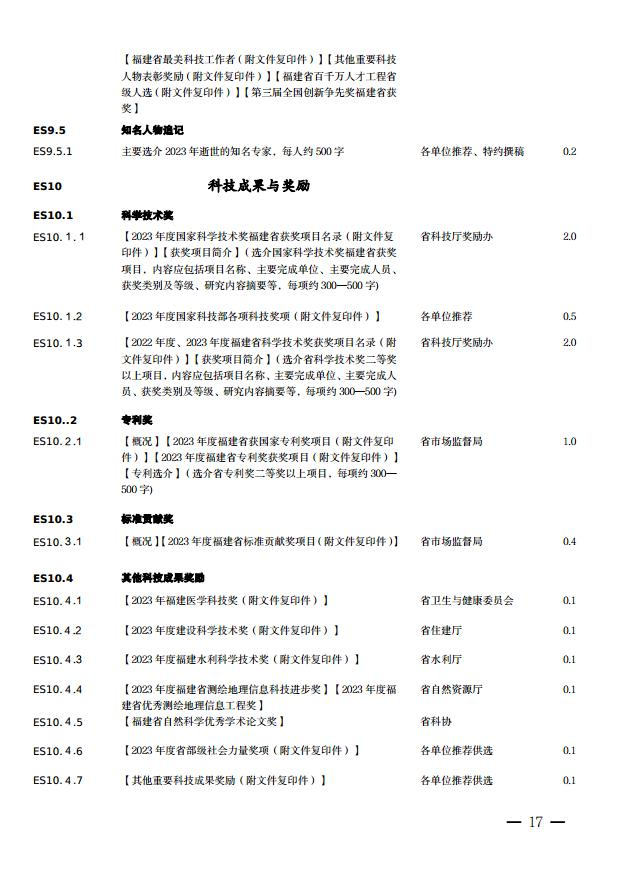 【福建省最美科技工作者（附文件复印件）】【其他重要科技
人物表彰奖励（附文件复印件）】【福建省百千万人才工程省
级人选（附文件复印件）】【第三届全国创新争先奖福建省获
奖】
ES9.5 知名人物追记
ES9.5.1 主要选介 2023 年逝世的知名专家，每人约 500 字 各单位推荐、特约撰稿 0.2
ES10 科技成果与奖励
ES10.1 科学技术奖
ES10.1.1 【2023 年度国家科学技术奖福建省获奖项目名录（附文件复 省科技厅奖励办 2.0
印件）】【获奖项目简介】（选介国家科学技术奖福建省获奖
项目，内容应包括项目名称、主要完成单位、主要完成人员、
获奖类别及等级、研究内容摘要等，每项约 300—500 字)
ES10.1.2 【2023 年度国家科技部各项科技奖项（附文件复印件）】 各单位推荐 0.5
ES10.1.3 【2022 年度、2023 年度福建省科学技术奖获奖项目名录（附 省科技厅奖励办 2.0
文件复印件）】【获奖项目简介】（选介省科学技术奖二等奖
以上项目，内容应包括项目名称、主要完成单位、主要完成人
员、获奖类别及等级、研究内容摘要等，每项约 300—500 字)
ES10..2 专利奖
ES10.2.1 【概况】【2023 年度福建省获国家专利奖项目（附文件复印 省市场监督局 1.0
件）】【2023 年度福建省专利奖获奖项目（附文件复印件）】
【专利选介】（选介省专利奖二等奖以上项目，每项约 300—
500 字)
ES10.3 标准贡献奖
ES10.3.1 【概况】【2023 年度福建省标准贡献奖项目（附文件复印件）】 省市场监督局 0.4
ES10.4 其他科技成果奖励
ES10.4.1 【2023 年福建医学科技奖（附文件复印件）】 省卫生与健康委员会 0.1
ES10.4.2 【2023 年度建设科学技术奖（附文件复印件）】 省住建厅 0.1
ES10.4.3 【2023 年度福建水利科学技术奖（附文件复印件）】 省水利厅 0.1
ES10.4.4 【2023 年度福建省测绘地理信息科技进步奖】【2023 年度福 省自然资源厅 0.1
建省优秀测绘地理信息工程奖】
ES10.4.5 【福建省自然科学优秀学术论文奖】 省科协
ES10.4.6 【2023 年度省部级社会力量奖项（附文件复印件）】 各单位推荐供选 0.1
ES10.4.7 【其他重要科技成果奖励（附文件复印件）】 各单位推荐供选 0.1
— 17 —